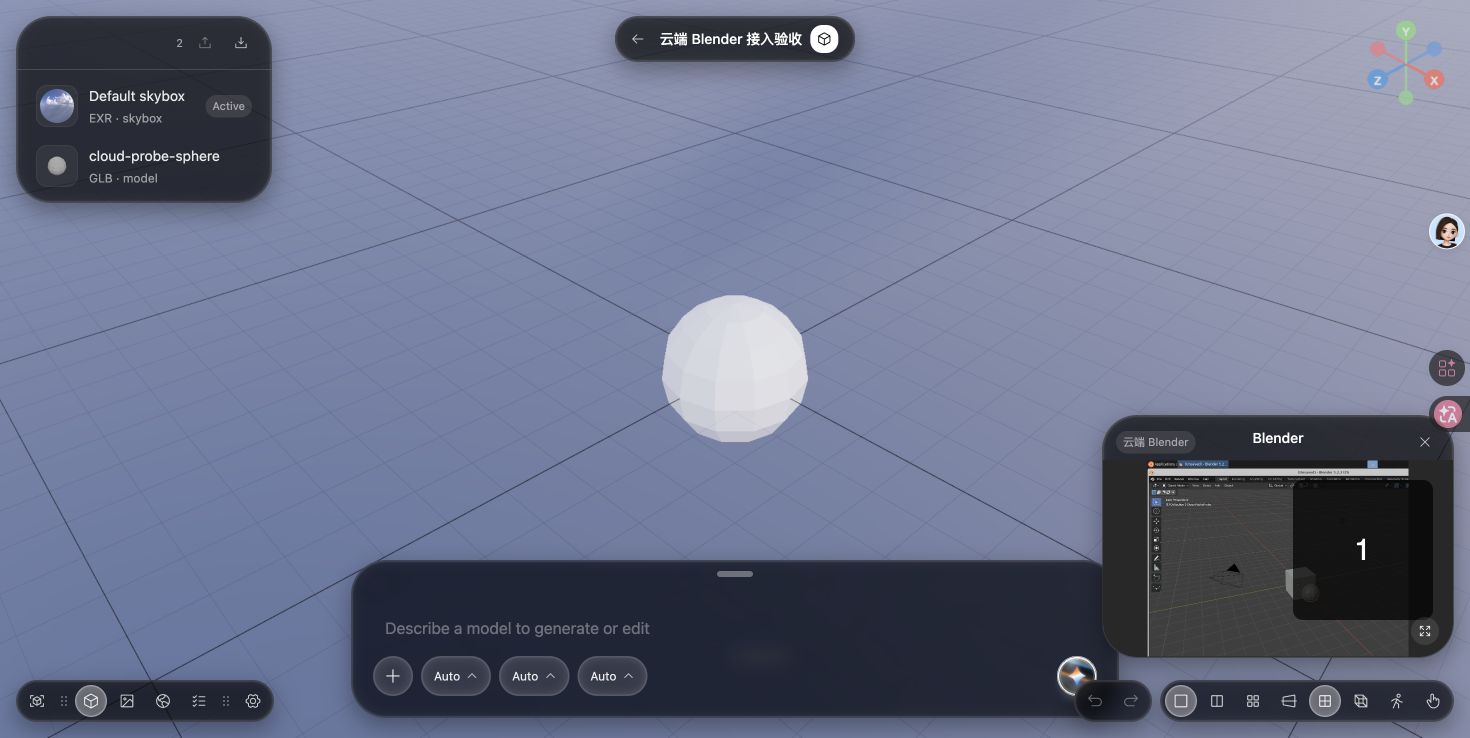 2
云端 Blender 接入验收
Y
Z
X
Default skybox
EXR · skybox
Active
cloud-probe-sphere
GLB · model
云端 Blender
Blender
1
Describe a model to generate or edit
Auto
Auto
Auto